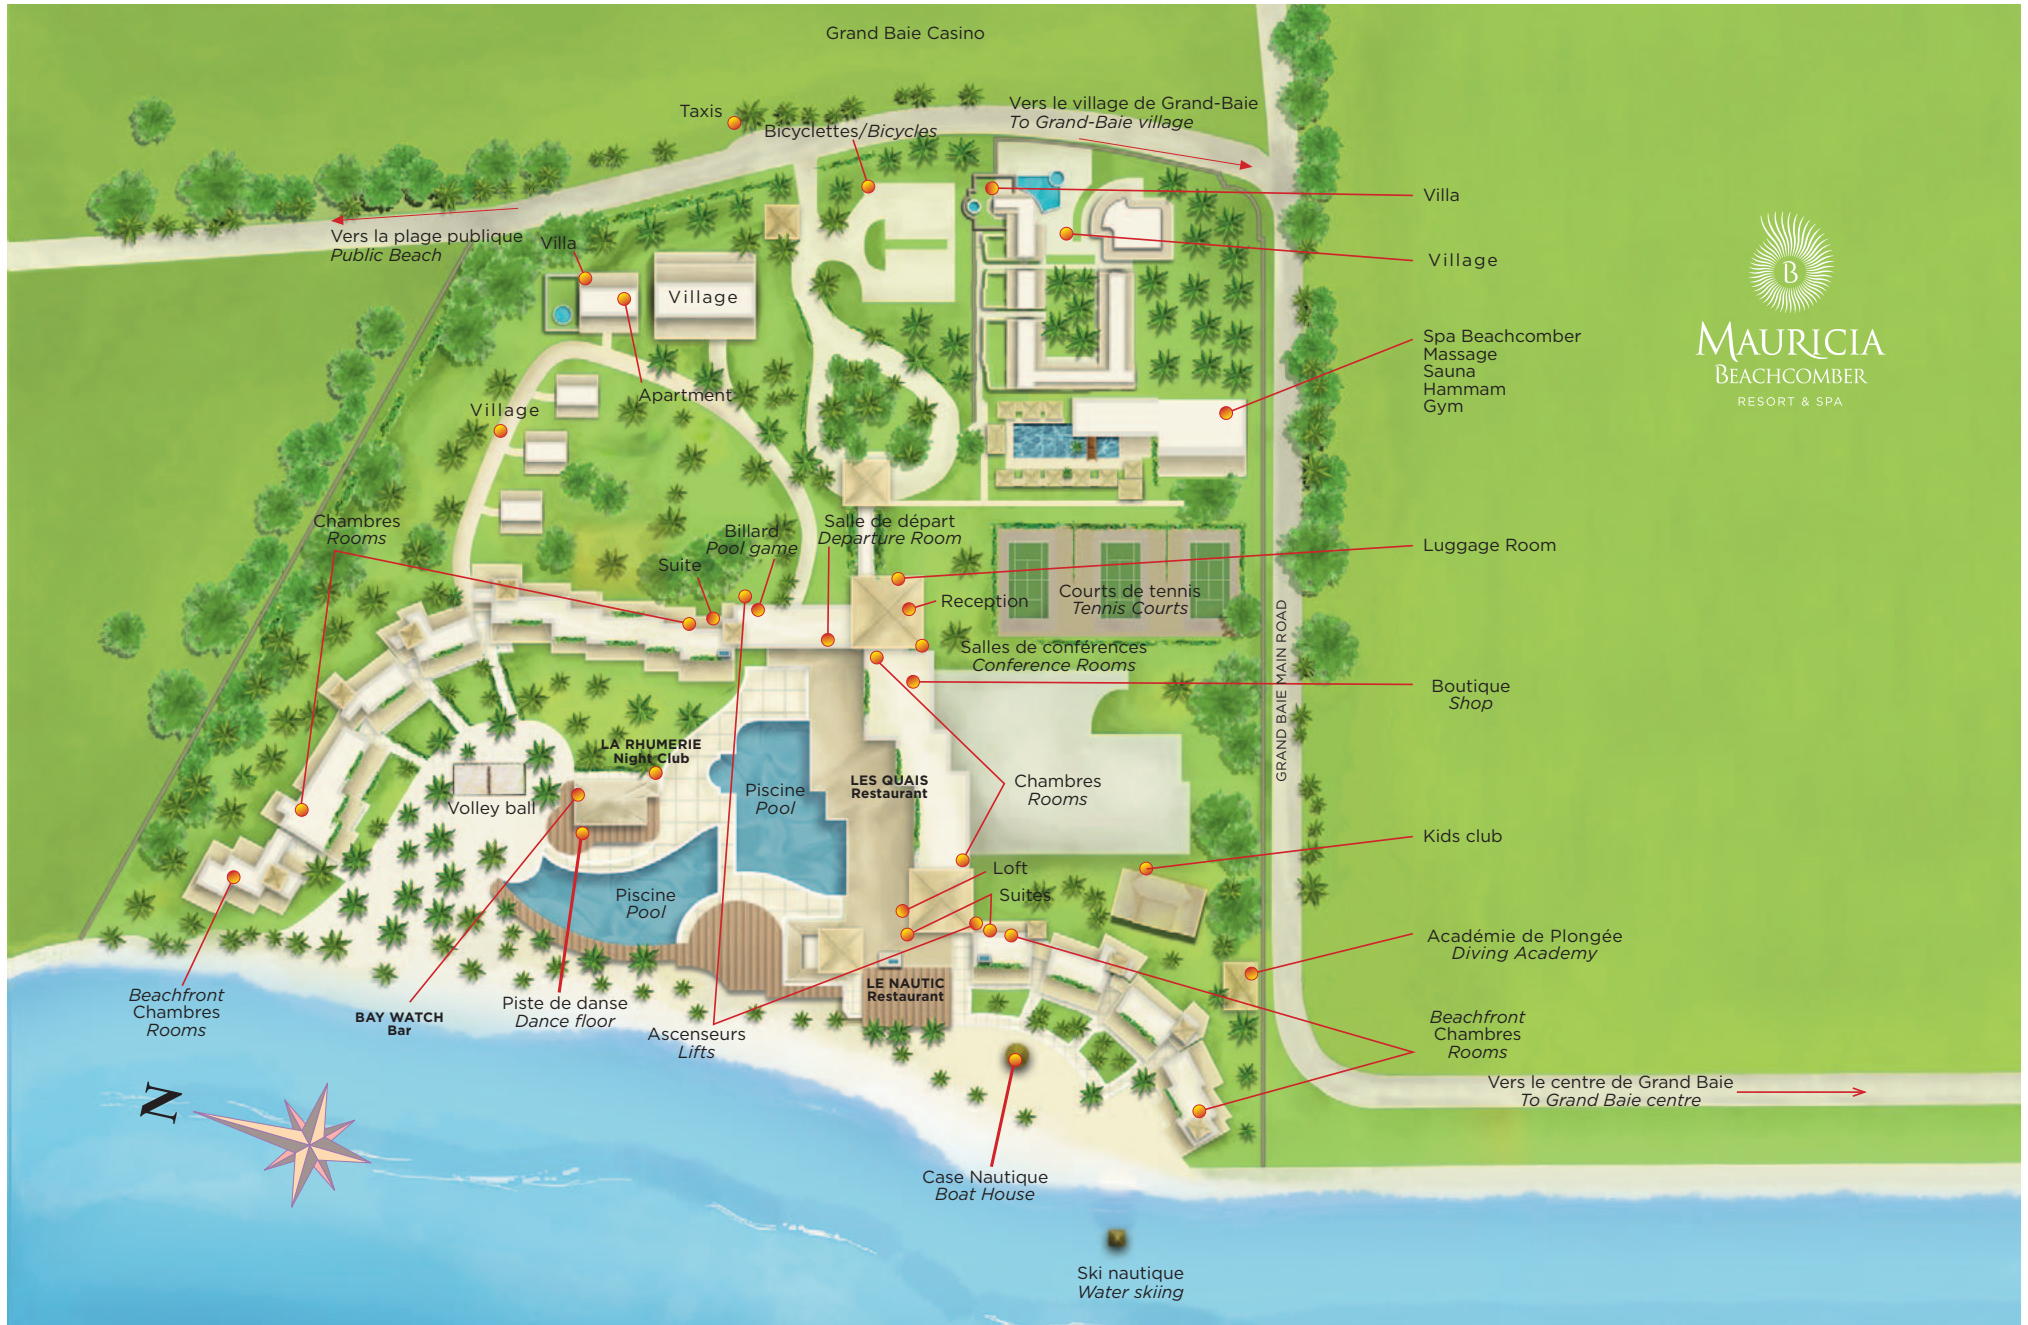 Grand Baie Casino
Taxis
Bicyclettes/Bicycles
Vers le village de Grand-Baie
To Grand-Baie village
Vers la plage publique
Public Beach
Villa
Village
Apartment
Village
Villa
Village
Spa Beachcomber
Massage
Sauna
Hammam
Gym
B
MAURICIA
BEACHCOMBER
RESORT & SPA
Chambres
Rooms
Suite
Billard
Pool game
Salle de départ
Departure Room
Luggage Room
Reception
Courts de tennis
Tennis Courts
Salles de conférences
Conference Rooms
Boutique
Shop
GRAND BAIE MAIN ROAD
LA RHUMERIE
Night Club
Volley ball
Piscine
Pool
LES QUAIS
Restaurant
Chambres
Rooms
Kids club
Loft
Suites
Piscine
Pool
Académie de Plongée
Diving Academy
Beachfront
Chambres
Rooms
BAY WATCH
Bar
Piste de danse
Dance floor
Ascenseurs
Lifts
LE NAUTIC
Restaurant
Beachfront
Chambres
Rooms
Vers le centre de Grand Baie
To Grand Baie centre
N
Case Nautique
Boat House
Ski nautique
Water skiing